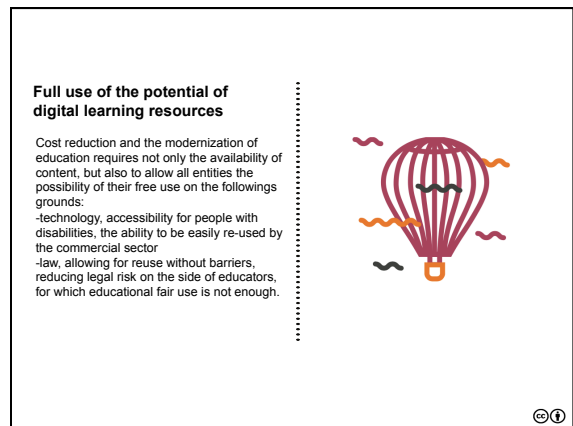 Full use of the potential of
digital learning resources
Cost reduction and the modernization of
education requires not only the availability of
content, but also to allow all entities the
possibility of their free use on the followings
grounds:
-technology, accessibility for people with
disabilities, the ability to be easily re-used by
the commercial sector
-law, allowing for reuse without barriers,
reducing legal risk on the side of educators,
for which educational fair use is not enough.
cc